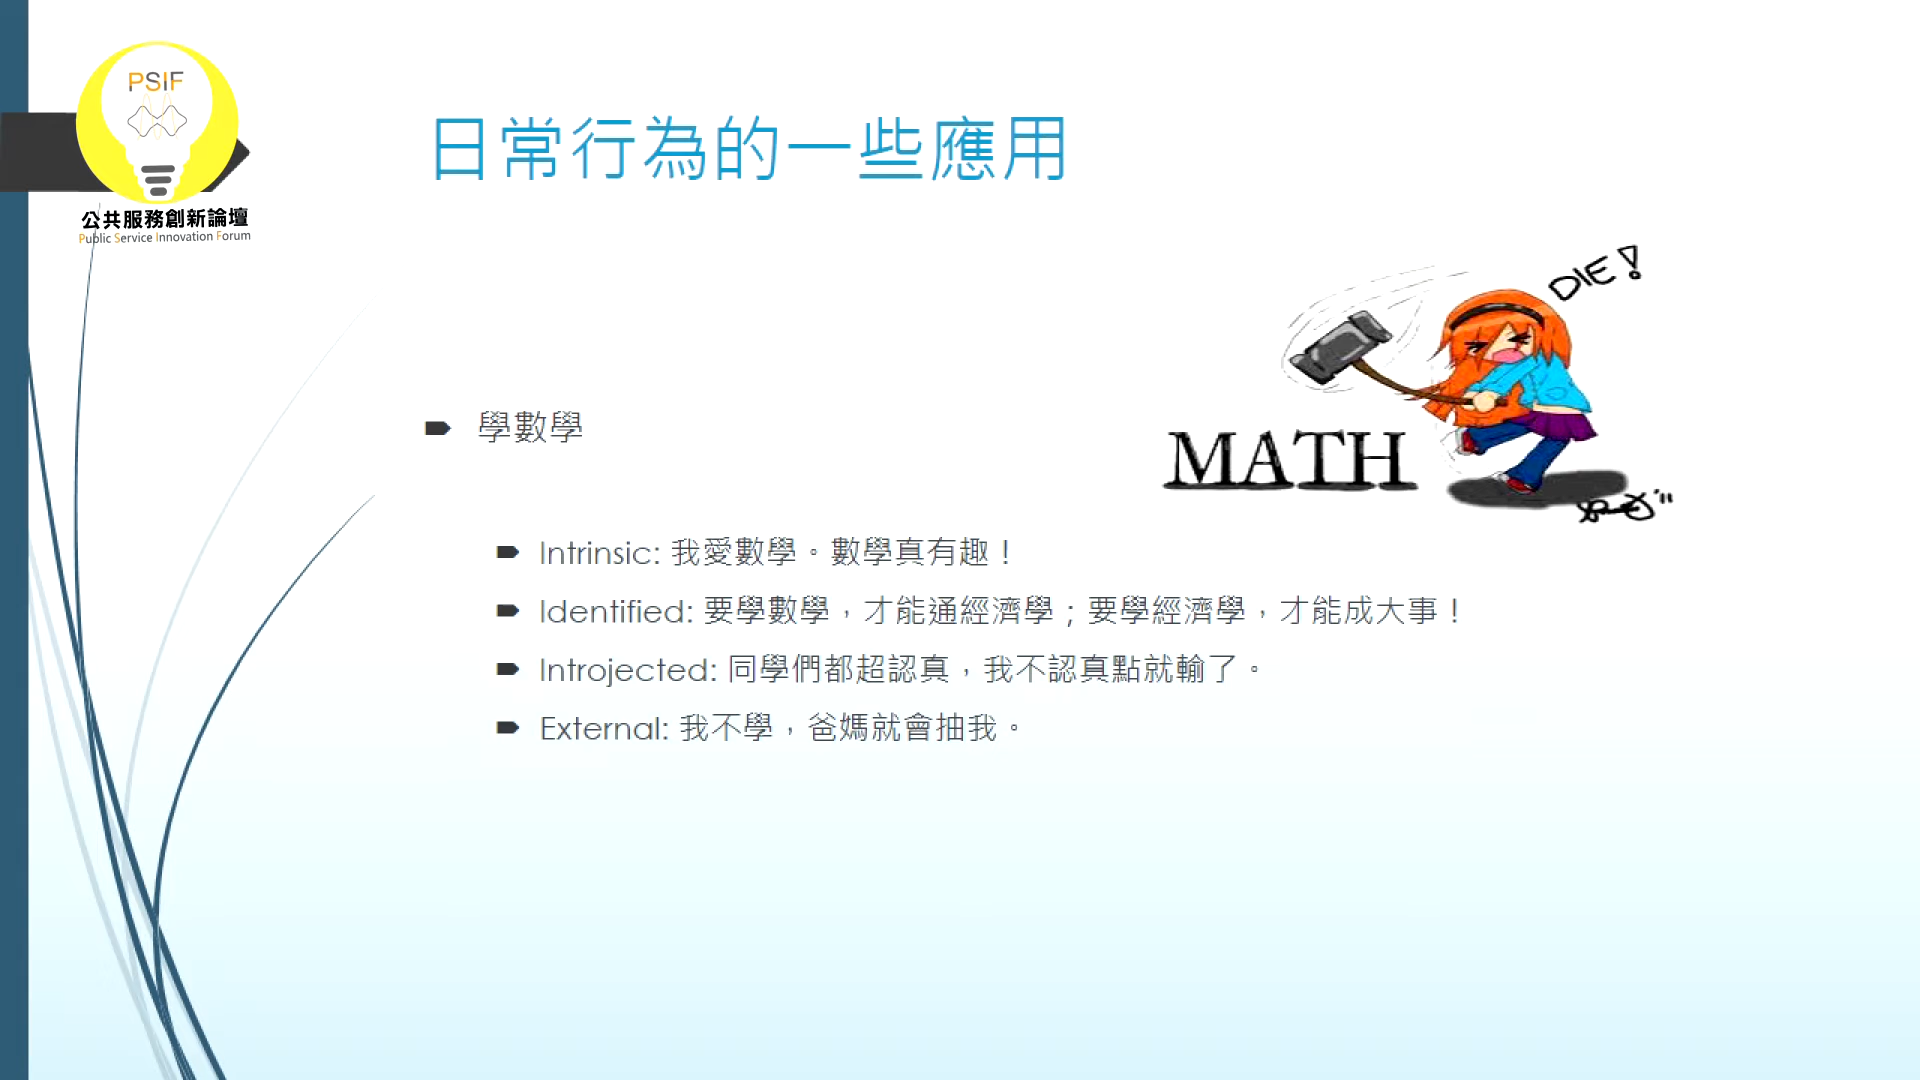 PSIF
公共服務創新論壇
Public Service Innovation Forum
日常行為的一些應用
DIE!
MATH
學數學
Intrinsic: 我愛數學。數學真有趣！
Identified: 要學數學，才能通經濟學；要學經濟學，才能成大事！
Introjected: 同學們都超認真，我不認真點就輸了。
External: 我不學，爸媽就會抽我。